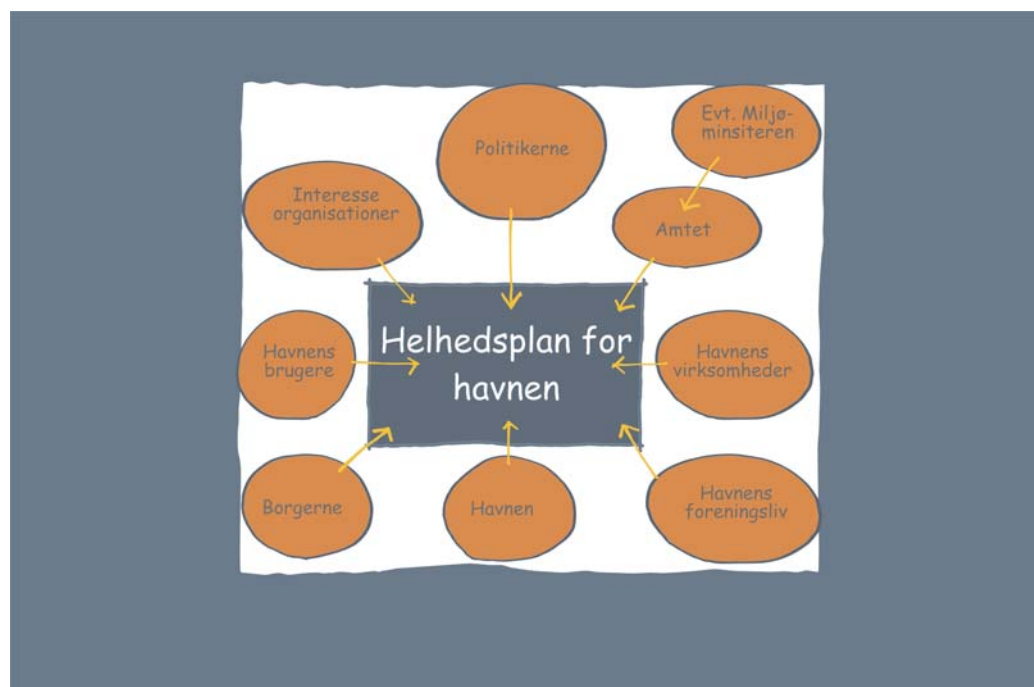 Politikerne
Evt. Miljø-
minsiteren
Interesse
organisationer
Amtet
Helhedsplan for
havnen
Havnens
brugere
Havnens
virksomheder
Borgerne
Havnen
Havnens
foreningsliv